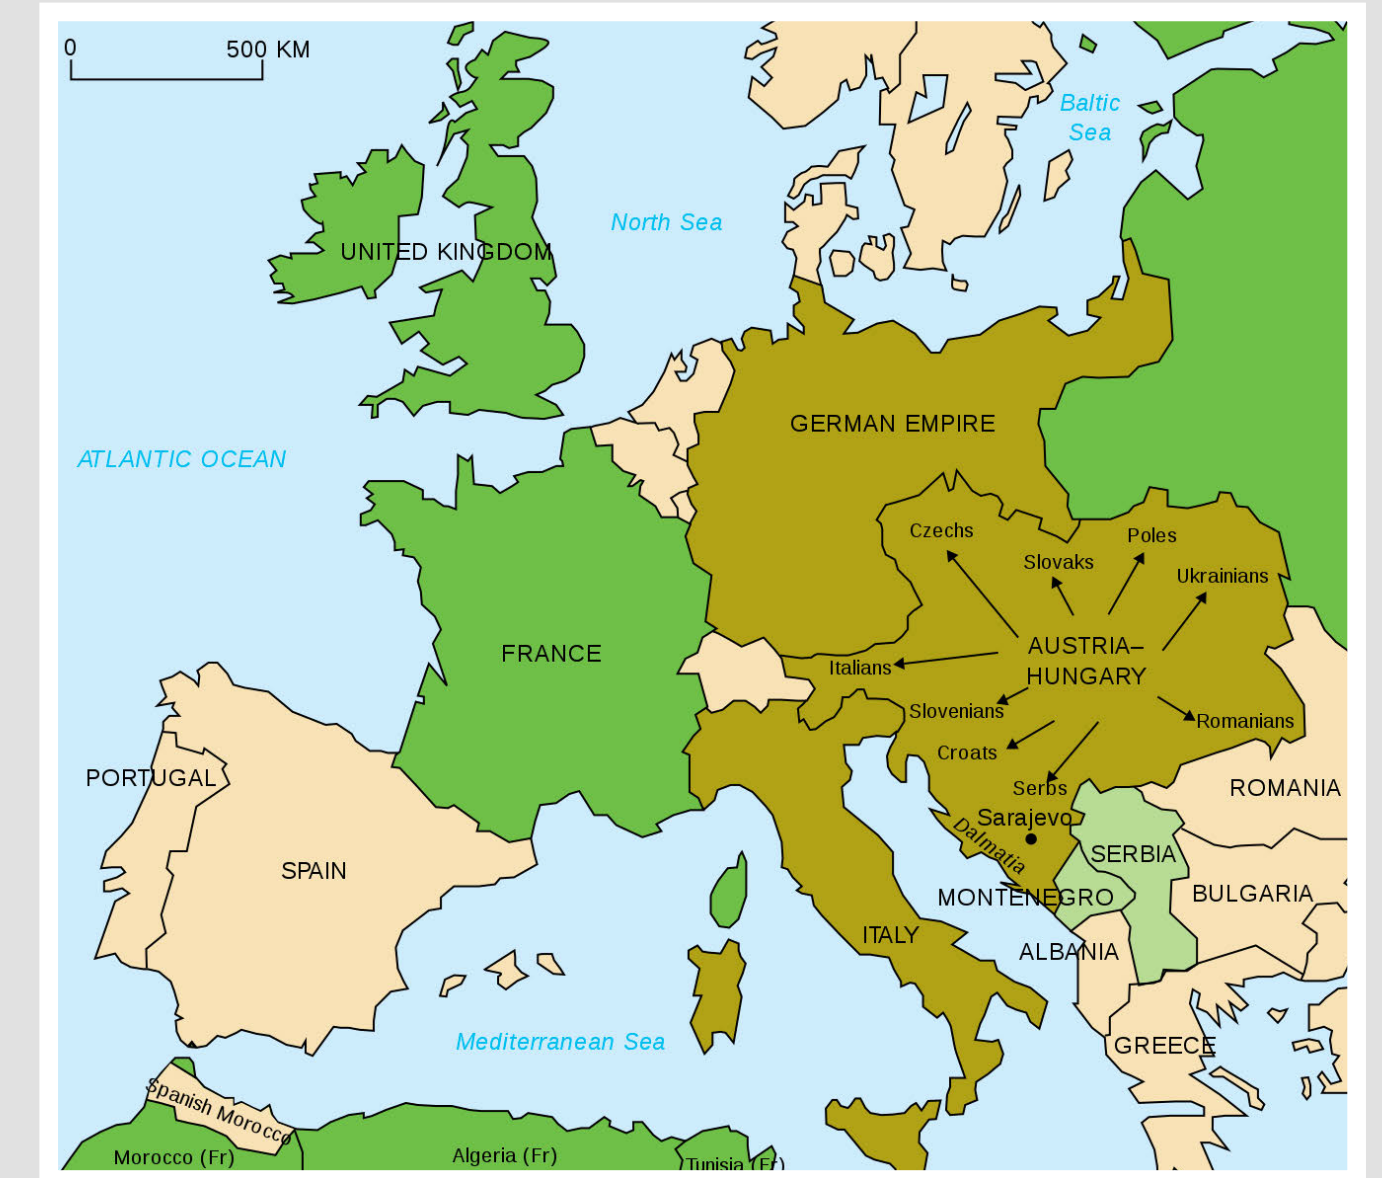 0 500 KM
Baltic
Sea
North Sea
UNITED KINGDOM
GERMAN EMPIRE
ATLANTIC OCEAN
Czechs
Poles
Slovaks
Ukrainians
AUSTRIA–
HUNGARY
FRANCE
Italians
Slovenians
Romanians
Croats
PORTUGAL
Serbs
ROMANIA
Sarajevo
Dalmatia
SERBIA
SPAIN
MONTENEGRO
BULGARIA
ITALY
ALBANIA
Mediterranean Sea
GREECE
Spanish Morocco
Morocco (Fr)
Algeria (Fr)
Tunisia (Fr)